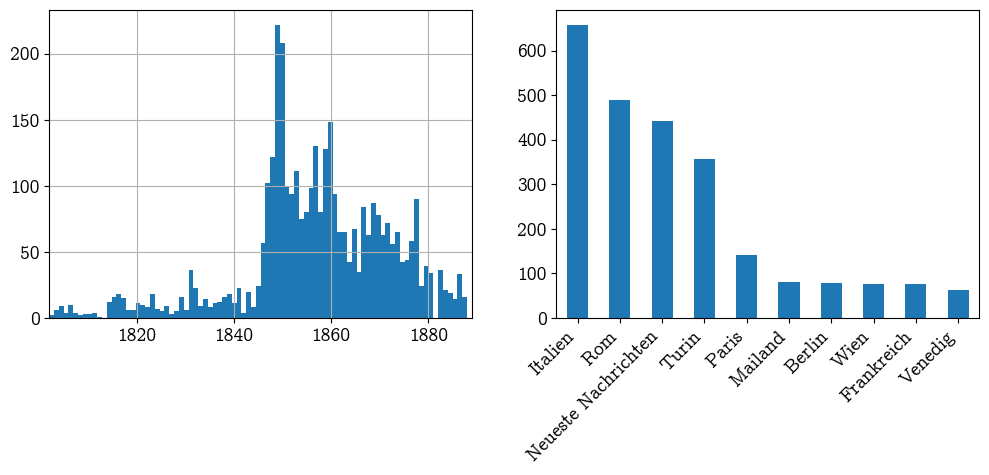 200
150
100
50
0
1820 1840 1860 1880
600
500
400
300
200
100
0
Italien
Rom
Neueste Nachrichten
Turin
Paris
Mailand
Berlin
Wien
Frankreich
Venedig